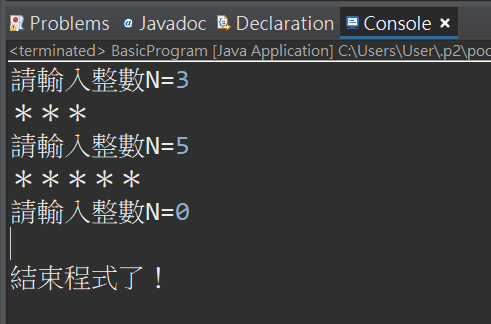 Problems @ Javadoc Declaration Console ×
<terminated> BasicProgram [Java Application] C:\Users\User\.p2\poo
請輸入整數N=3
＊＊＊
請輸入整數N=5
＊＊＊＊＊
請輸入整數N=0
結束程式了！